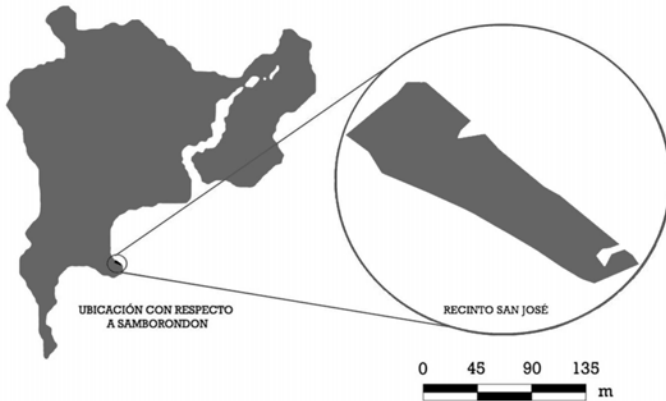 UBICACIÓN CON RESPECTO
A SAMBORONDON
RECINTO SAN JOSÉ
0 45 90 135
m